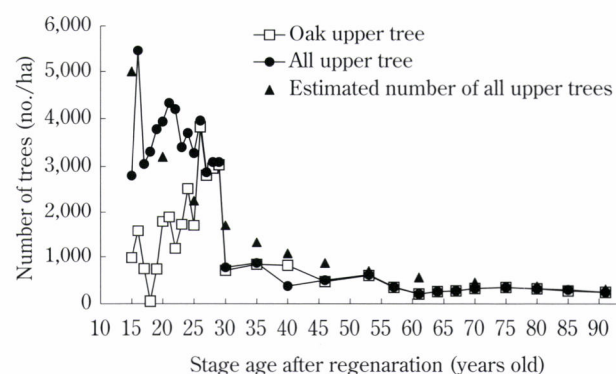 6,000
5,000
4,000
3,000
2,000
1,000
0
Number of trees (no./ha)
Oak upper tree
All upper tree
Estimated number of all upper trees
10 15 20 25 30 35 40 45 50 55 60 65 70 75 80 85 90
Stage age after regenaration (years old)